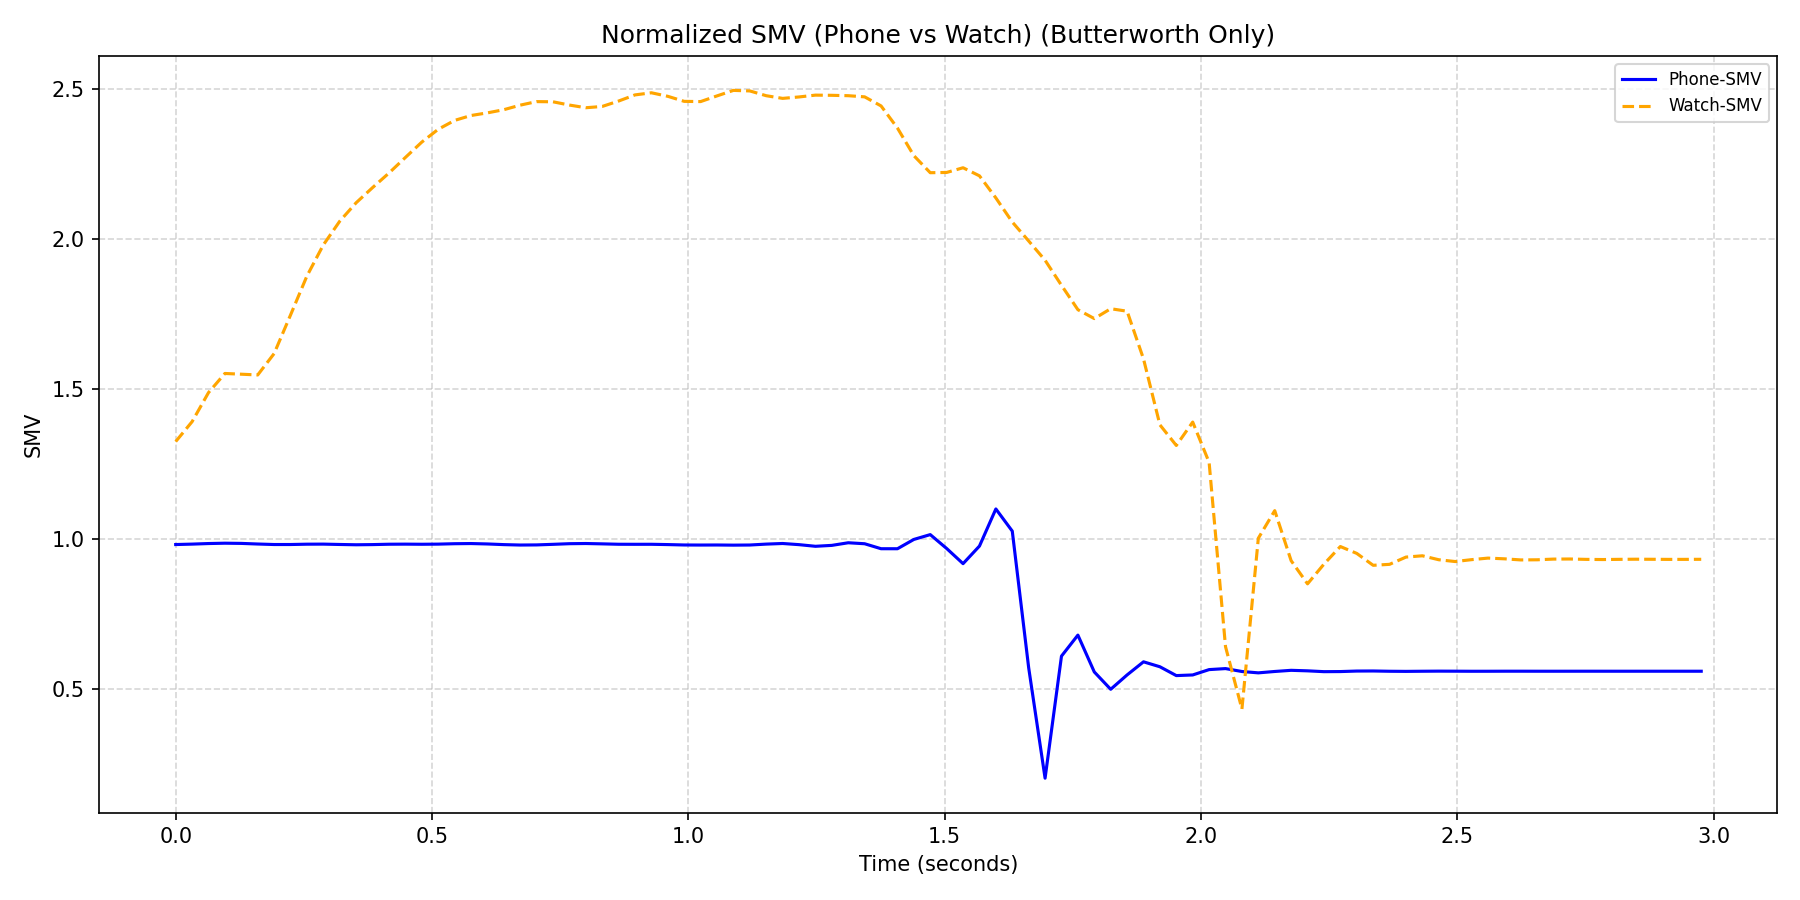 Normalized SMV (Phone vs Watch) (Butterworth Only)
Phone-SMV
Watch-SMV
2.5
2.0
1.5
1.0
0.5
SMV
0.0 0.5 1.0 1.5 2.0 2.5 3.0
Time (seconds)